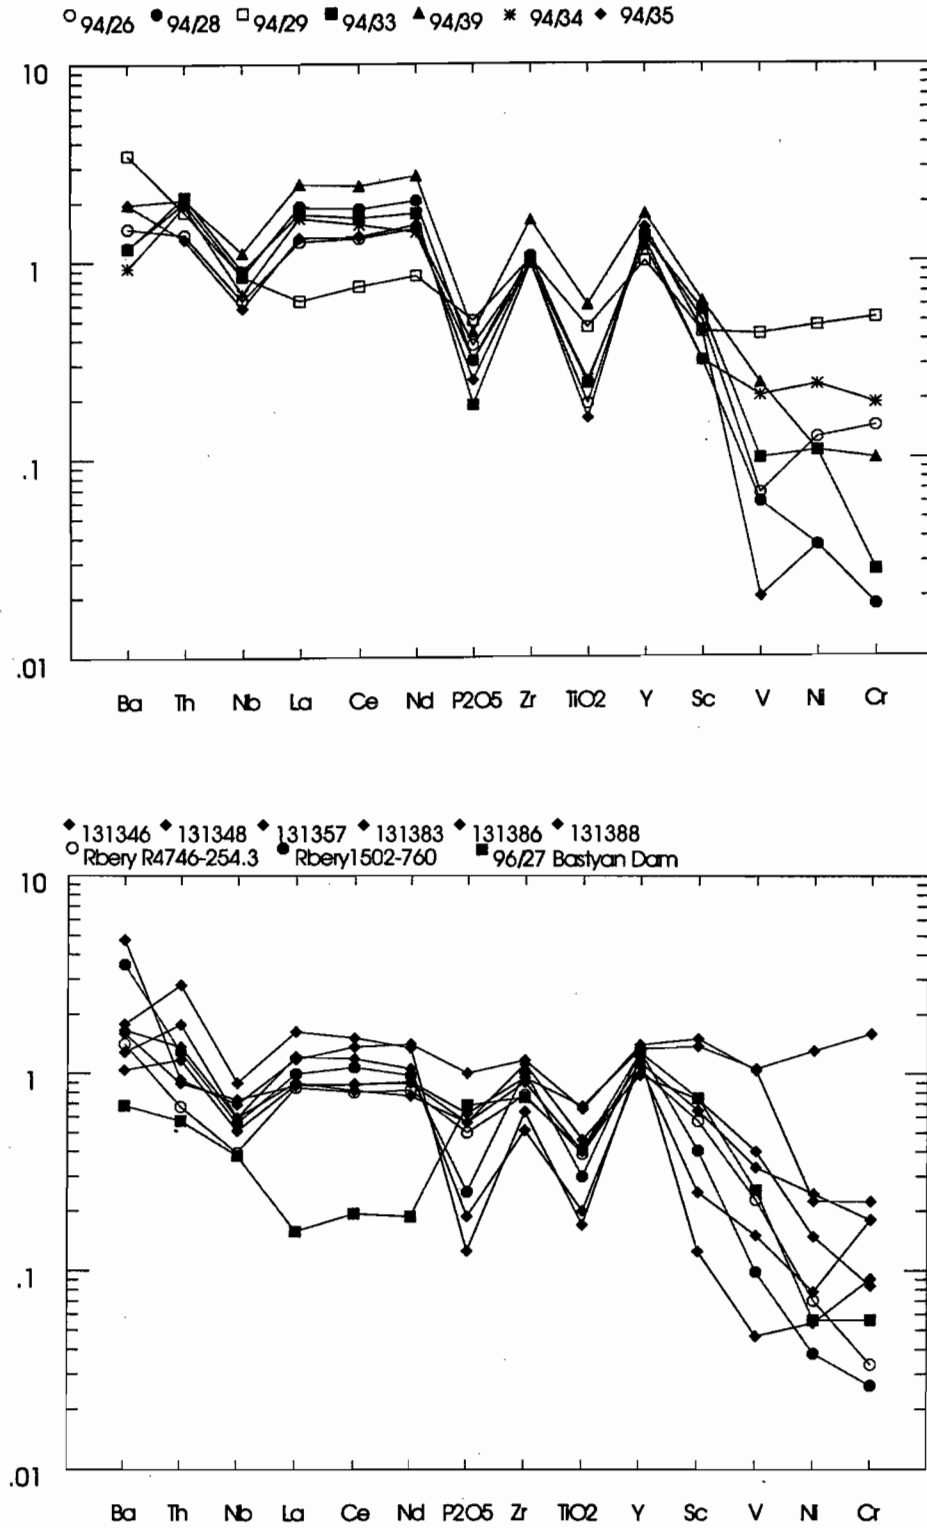 94/26 94/28 94/29 94/33 94/39 94/34 94/35
10
1
.1
.01
Ba Th Nb La Ce Nd P2O5 Zr TiO2 Y Sc V Ni Cr
131346 131348 131357 131383 131386 131388
Rbery R4746-254.3 Rbery1502-760 96/27 Bastyan Dam
10
1
.1
.01
Ba Th Nb La Ce Nd P2O5 Zr TiO2 Y Sc V Ni Cr